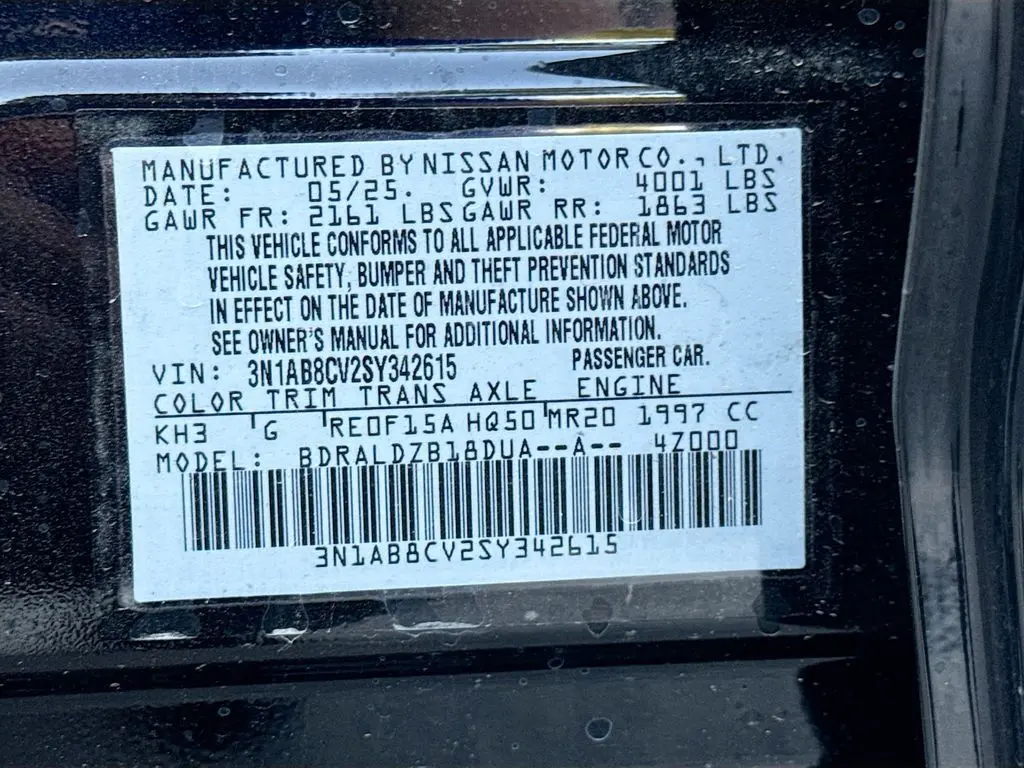 MANUFACTURED BY NISSAN MOTOR CO., LTD.
DATE: 05/25. GVWR: 4001 LBS
GAWR FR: 2161 LBS GAWR RR: 1863 LBS
THIS VEHICLE CONFORMS TO ALL APPLICABLE FEDERAL MOTOR
VEHICLE SAFETY, BUMPER AND THEFT PREVENTION STANDARDS
IN EFFECT ON THE DATE OF MANUFACTURE SHOWN ABOVE.
SEE OWNER'S MANUAL FOR ADDITIONAL INFORMATION.
VIN: 3N1AB8CV2SY342615 PASSENGER CAR.
COLOR TRIM TRANS AXLE ENGINE
KH3 G RE0F15A HQ50 MR20 1997 CC
MODEL: BDRALDZB18DUA--A-- 4Z000
3N1AB8CV2SY342615